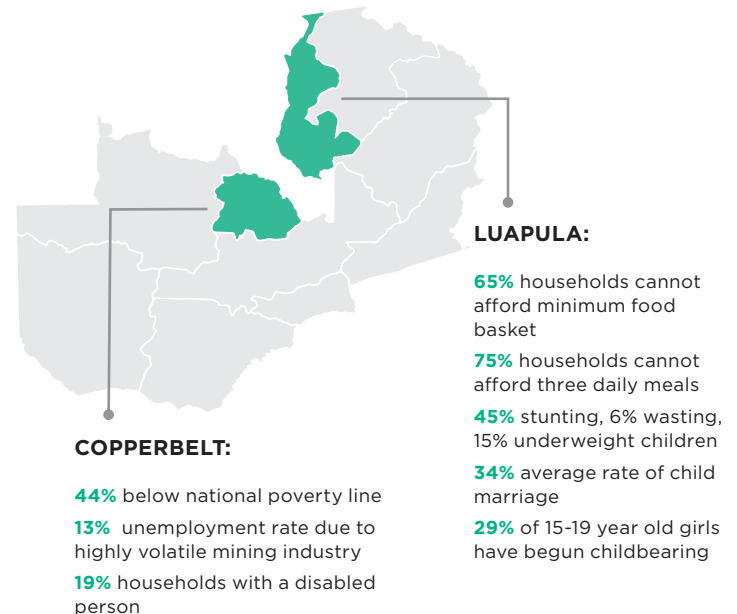 LUAPULA:
65% households cannot
afford minimum food
basket
75% households cannot
afford three daily meals
45% stunting, 6% wasting,
15% underweight children
34% average rate of child
marriage
29% of 15-19 year old girls
have begun childbearing
COPPERBELT:
44% below national poverty line
13% unemployment rate due to
highly volatile mining industry
19% households with a disabled
person